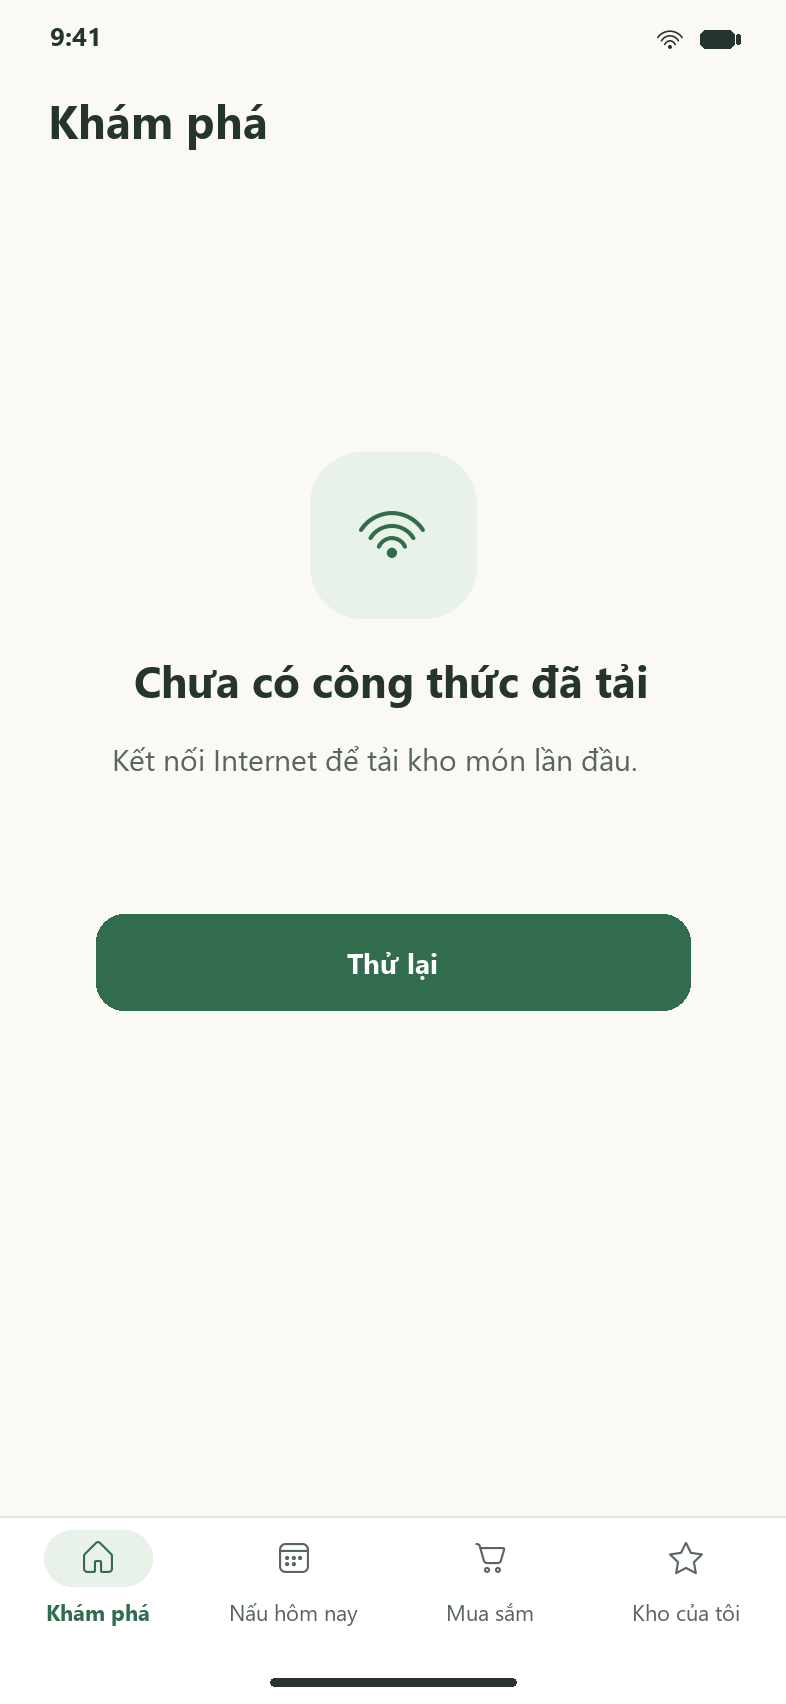 9:41
Khám phá
Chưa có công thức đã tải
Kết nối Internet để tải kho món lần đầu.
Thử lại
Khám phá
Nấu hôm nay
Mua sắm
Kho của tôi